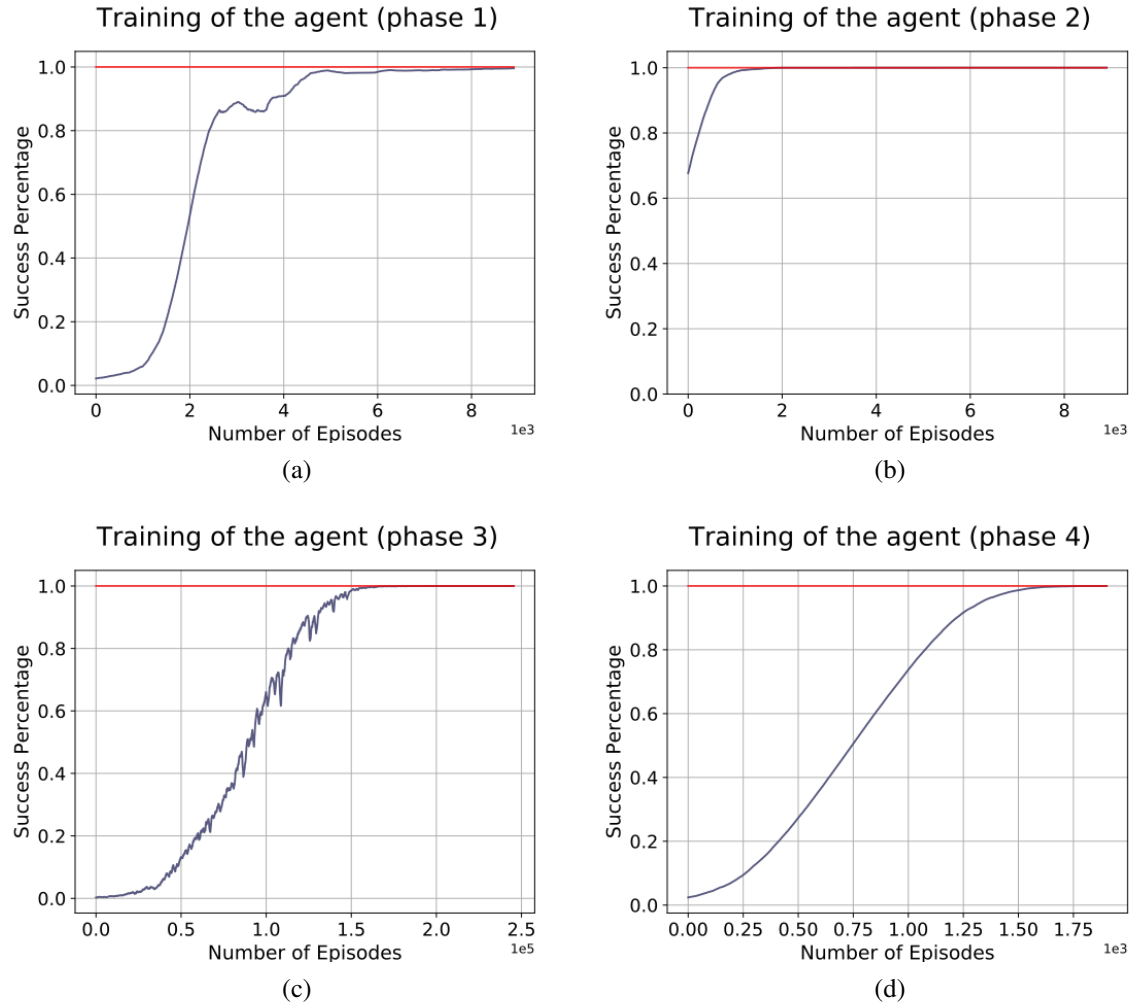 Training of the agent (phase 1)
Success Percentage
1.0
0.8
0.6
0.4
0.2
0.0
0 2 4 6 8
Number of Episodes 1e3
(a)
Training of the agent (phase 2)
Success Percentage
1.0
0.8
0.6
0.4
0.2
0.0
0 2 4 6 8
Number of Episodes 1e3
(b)
Training of the agent (phase 3)
Success Percentage
1.0
0.8
0.6
0.4
0.2
0.0
0.0 0.5 1.0 1.5 2.0 2.5
Number of Episodes 1e5
(c)
Training of the agent (phase 4)
Success Percentage
1.0
0.8
0.6
0.4
0.2
0.0
0.00 0.25 0.50 0.75 1.00 1.25 1.50 1.75
Number of Episodes 1e3
(d)